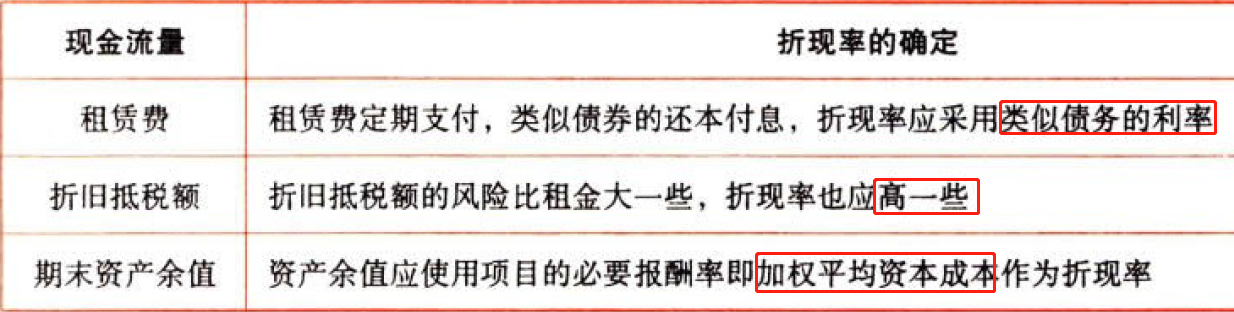 现金流量 折现率的确定
租赁费 租赁费定期支付，类似债券的还本付息，折现率应采用类似债务的利率
折旧抵税额 折旧抵税额的风险比租金大一些，折现率也应高一些
期末资产余值 资产余值应使用项目的必要报酬率即加权平均资本成本作为折现率